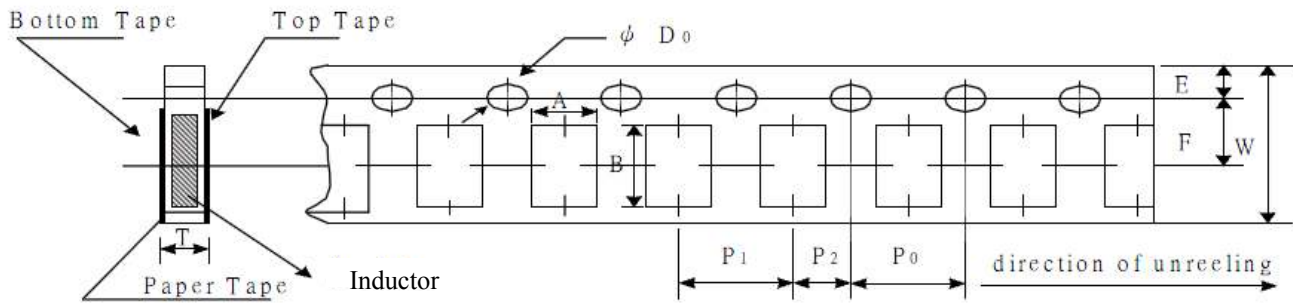 Bottom Tape
Top Tape
ϕ D0
A
E
B
F
W
T
P1
P2
P0
direction of unreeling
Paper Tape
Inductor